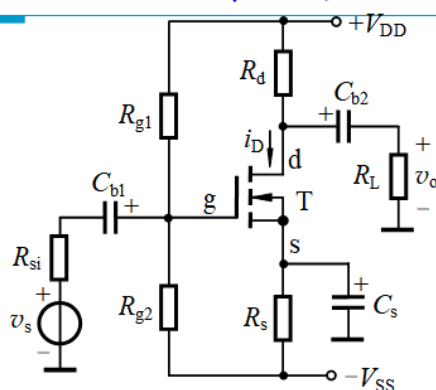 +V_DD
R_d
C_b2
+
R_g1
i_D
d
+
C_b1
+
g
T
R_L
v_o
−
R_si
s
+
v_s
−
R_g2
R_s
+
C_s
−V_SS